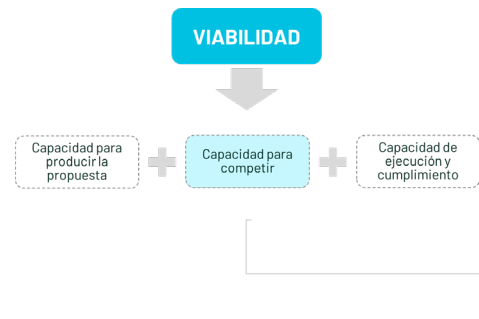 VIABILIDAD
Capacidad para
producir la
propuesta
Capacidad para
competir
Capacidad de
ejecución y
cumplimiento